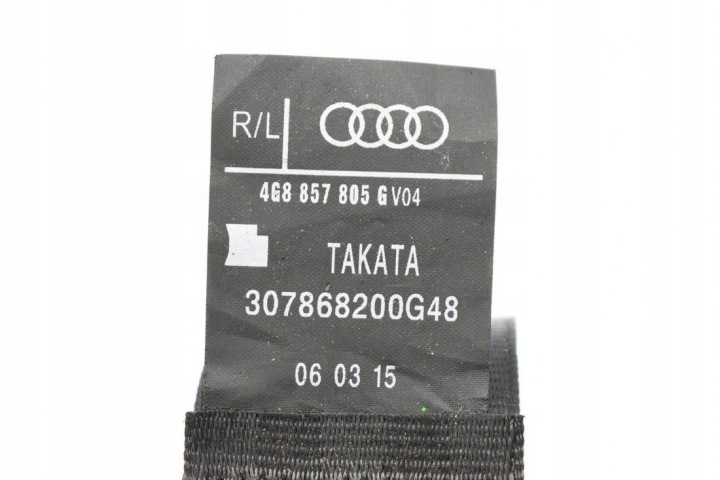 R/L
4G8 857 805 G V04
TAKATA
307868200G48
06 03 15